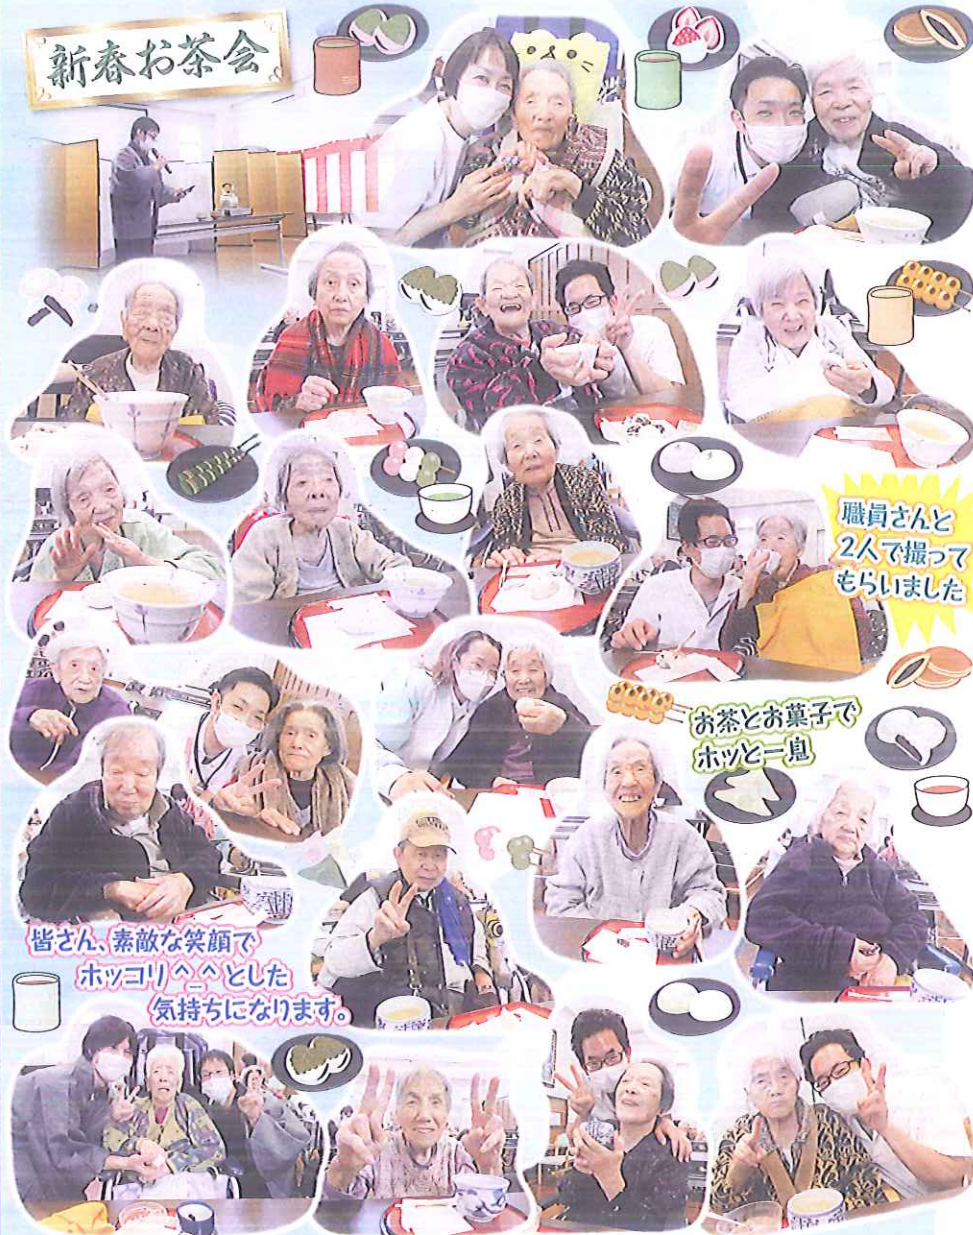 新春お茶会
職員さんと
2人で撮って
もらいました
お茶とお菓子で
ホッと一息
皆さん、素敵な笑顔で
ホッコリ^_^とした
気持ちになります。